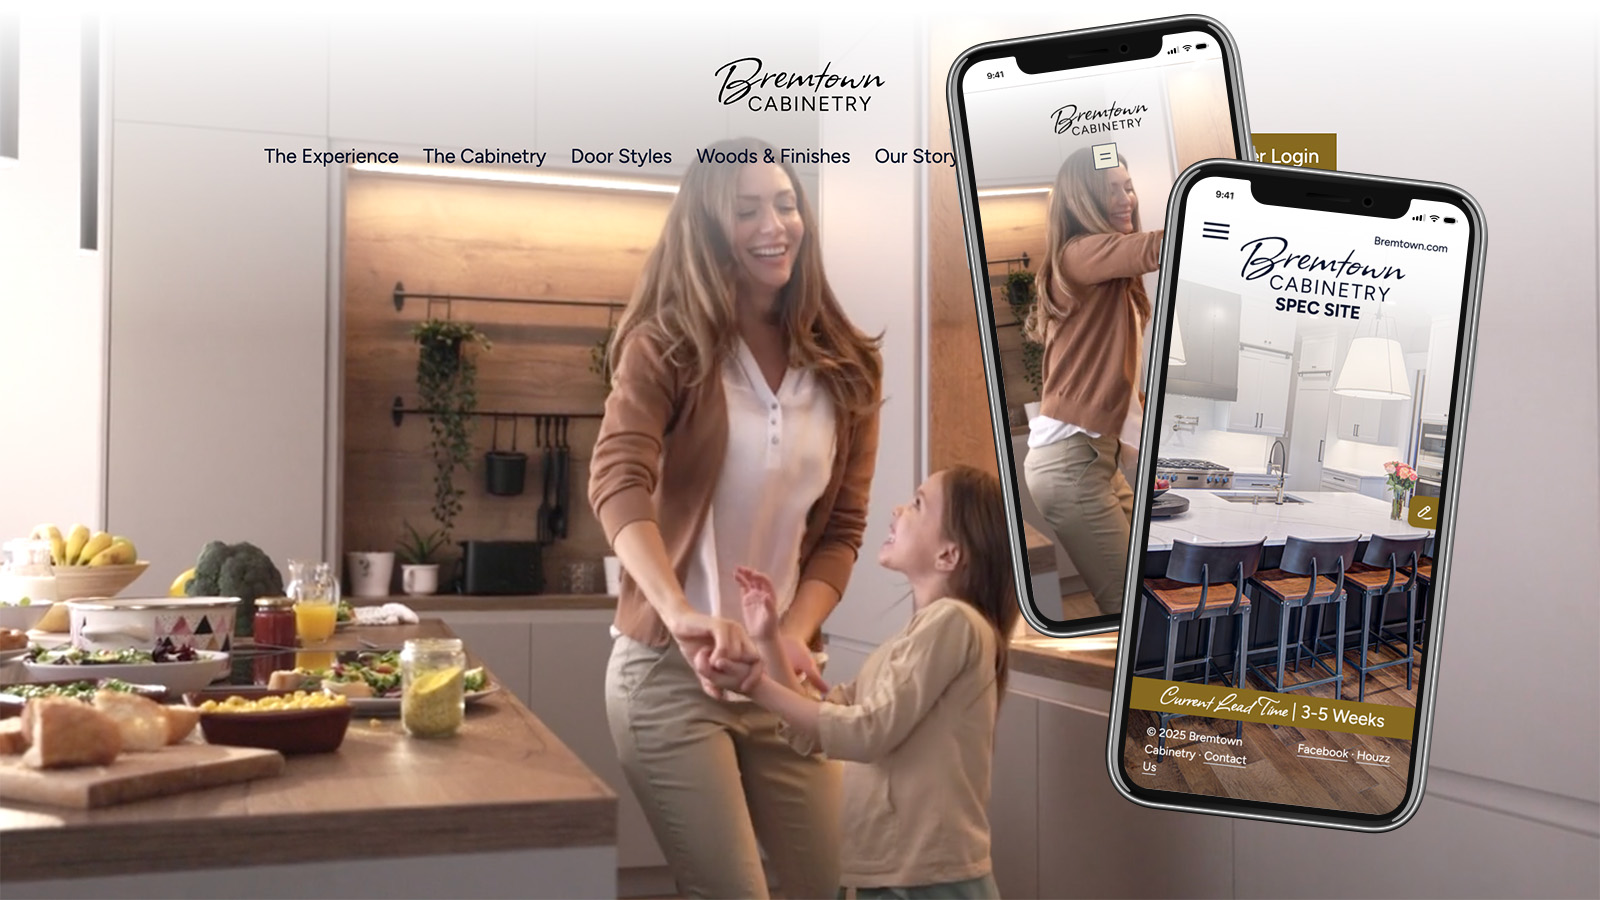 Bremtown
CABINETRY
The Experience The Cabinetry Door Styles Woods & Finishes Our Story
Login
9:41
Bremtown
CABINETRY
9:41
Bremtown.com
Bremtown
CABINETRY
SPEC SITE
Current Lead Time | 3-5 Weeks
© 2025 Bremtown
Cabinetry · Contact
Us
Facebook · Houzz